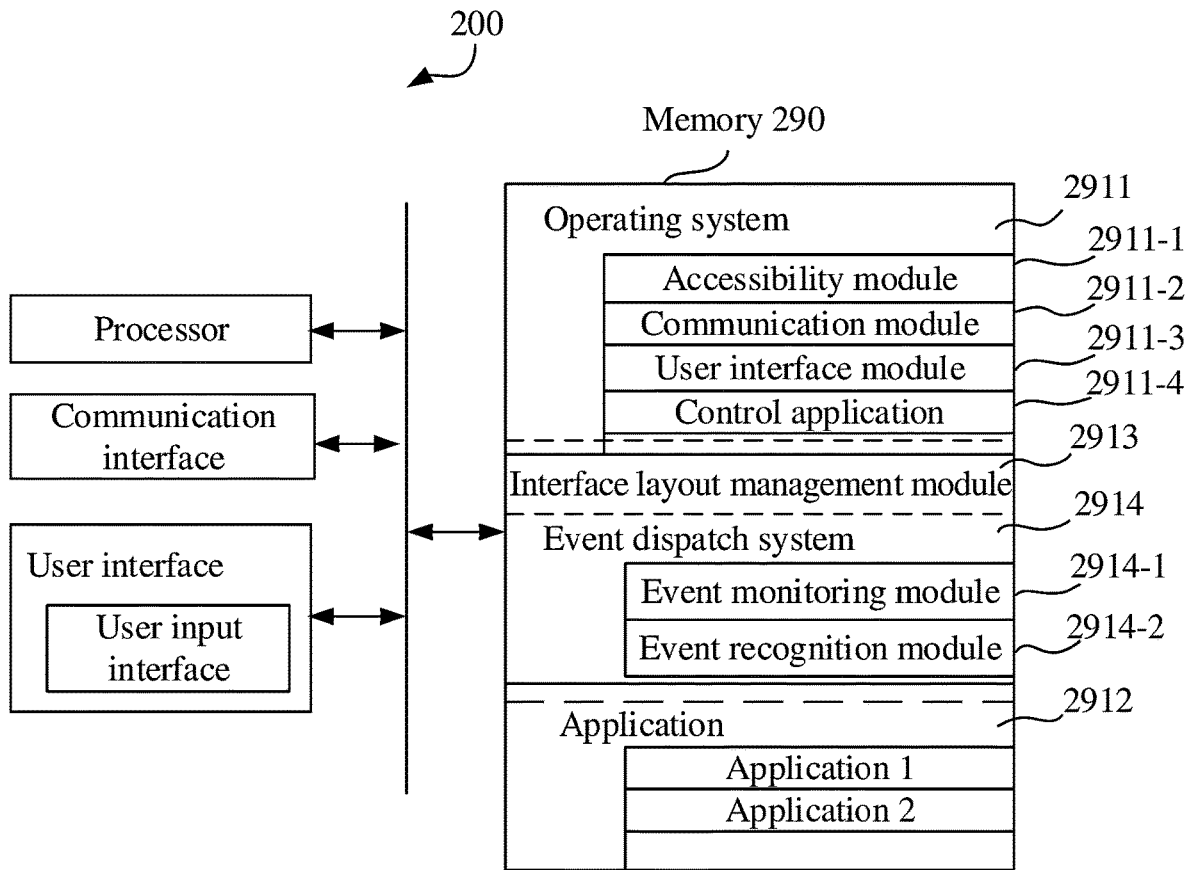 200
Memory 290
Operating system
2911
Accessibility module
2911-1
Communication module
2911-2
User interface module
2911-3
Control application
2911-4
Interface layout management module
2913
Event dispatch system
2914
Event monitoring module
2914-1
Event recognition module
2914-2
Application
2912
Application 1
Application 2
Processor
Communication
interface
User interface
User input
interface